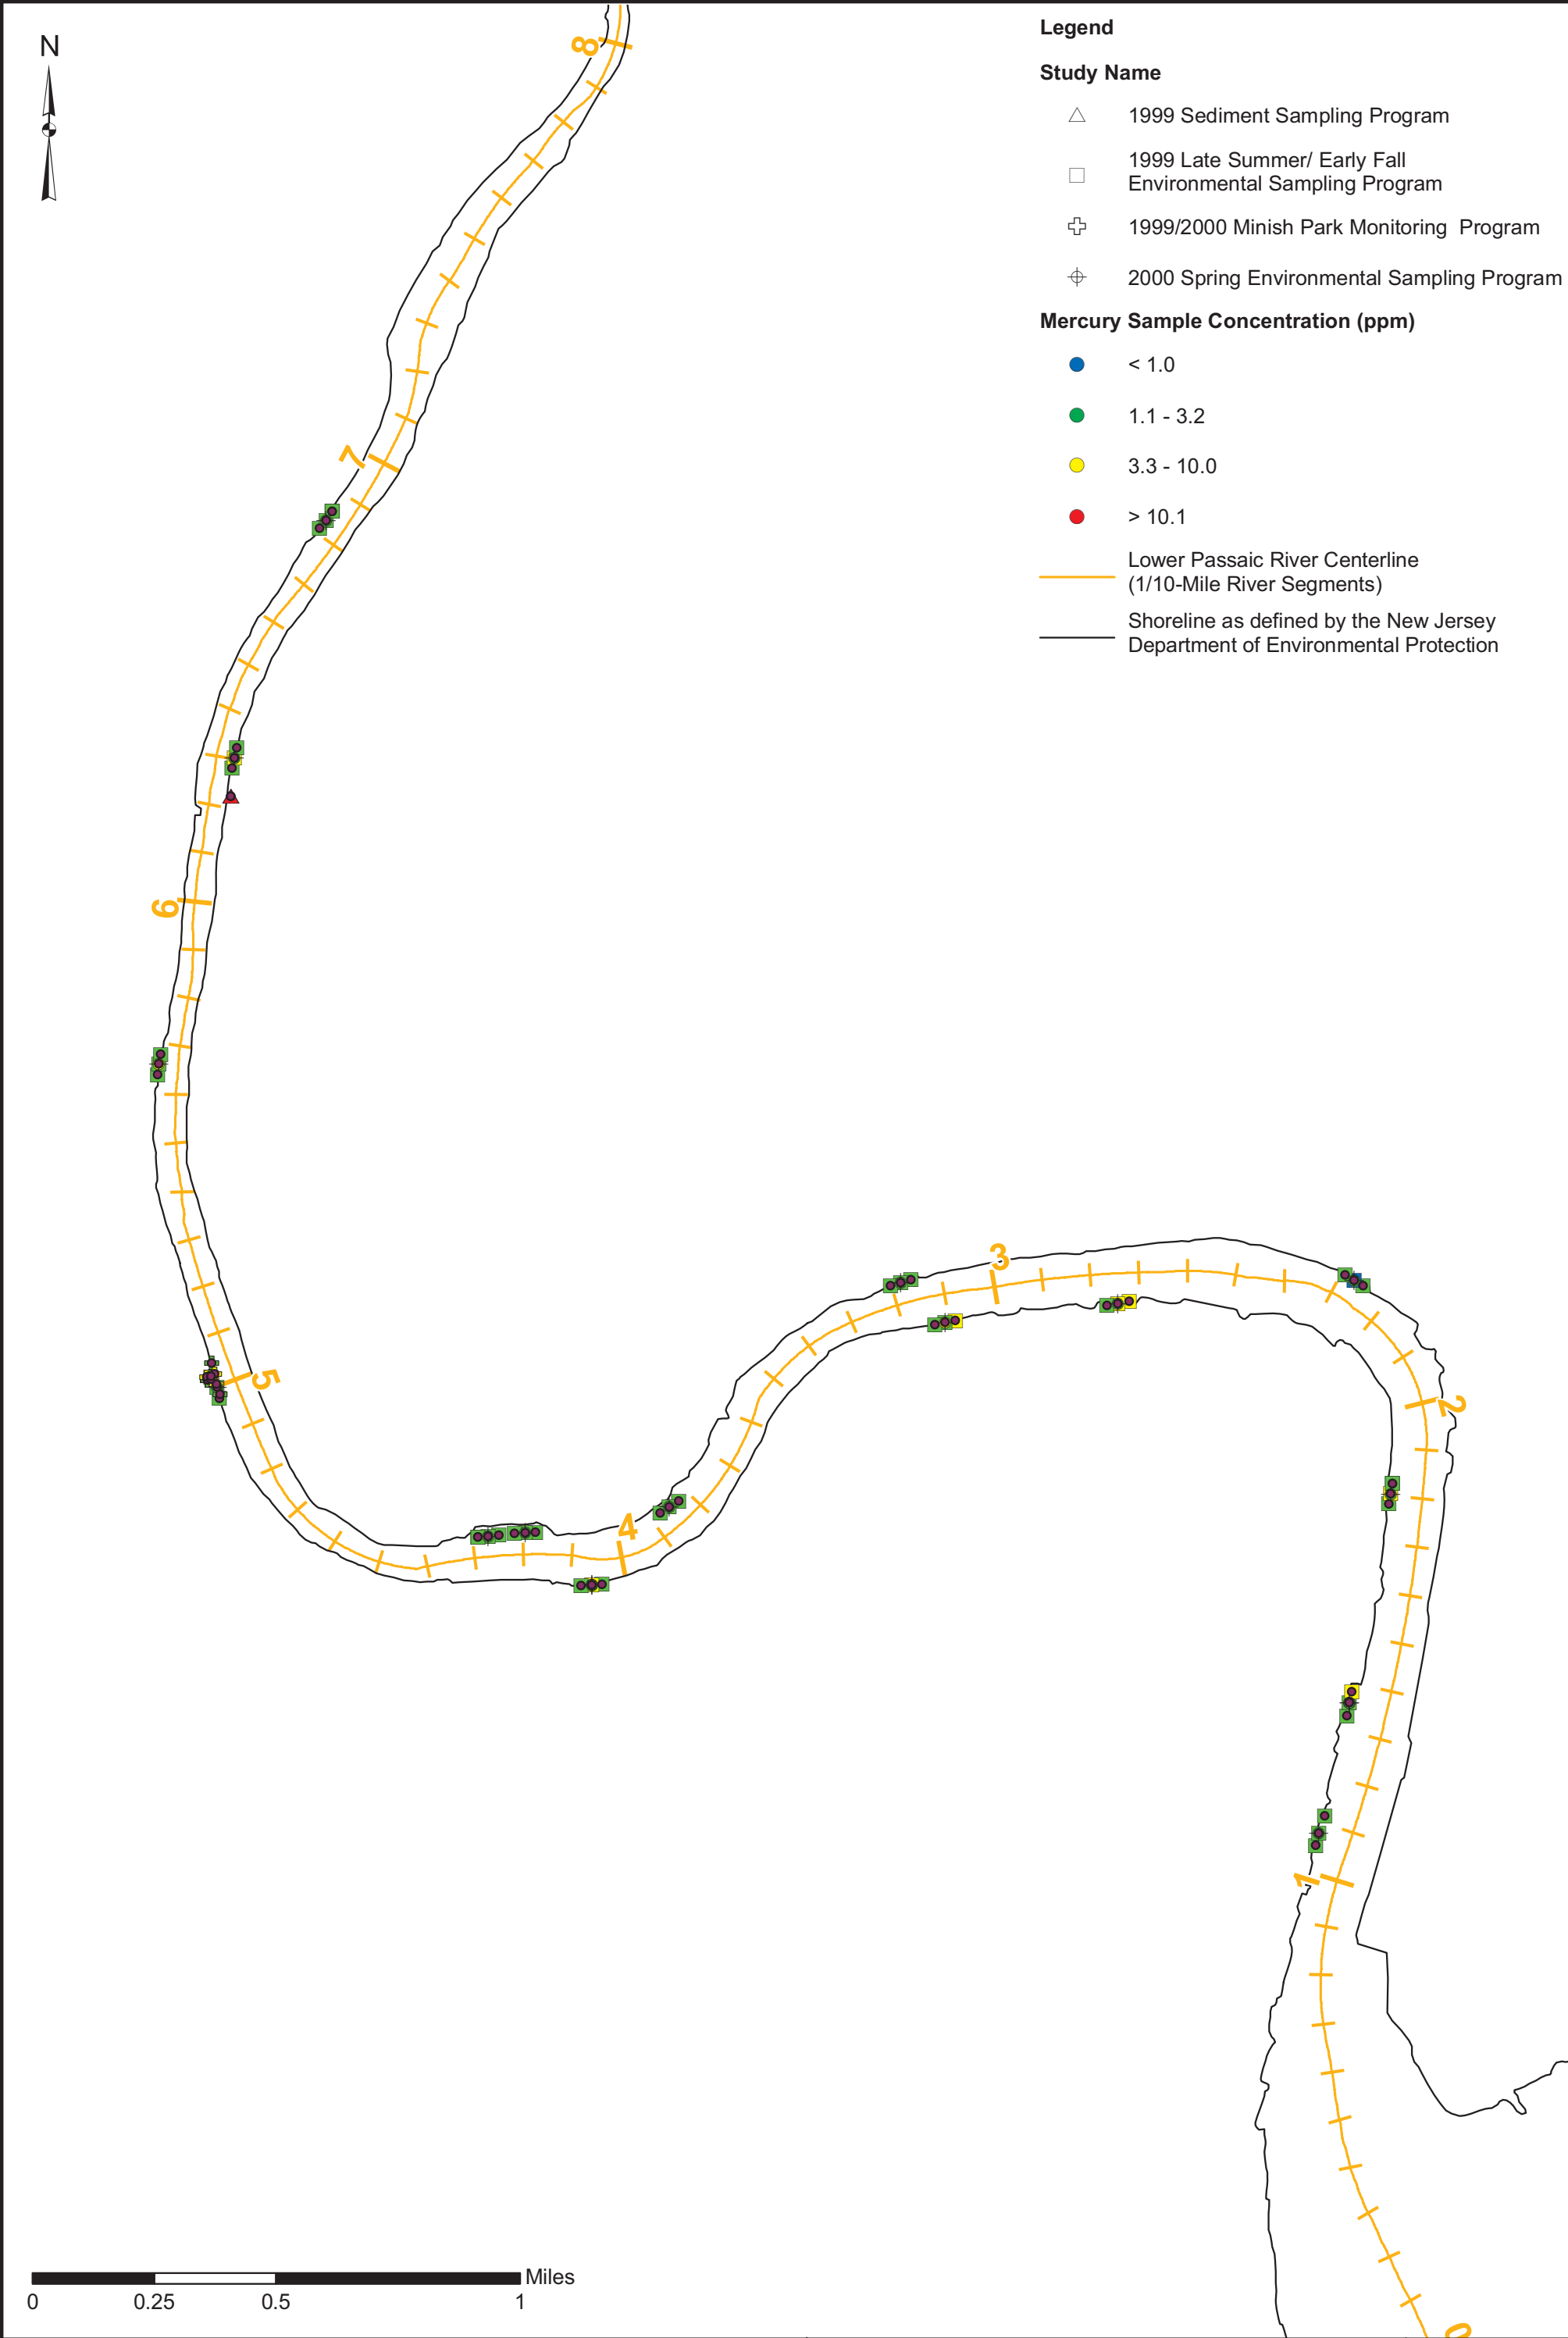 N
Legend
Study Name
1999 Sediment Sampling Program
1999 Late Summer/ Early Fall
Environmental Sampling Program
1999/2000 Minish Park Monitoring  Program
2000 Spring Environmental Sampling Program
Mercury Sample Concentration (ppm)
< 1.0
1.1 - 3.2
3.3 - 10.0
> 10.1
Lower Passaic River Centerline
(1/10-Mile River Segments)
Shoreline as defined by the New Jersey
Department of Environmental Protection
8
7
6
5
4
3
2
1
0
Miles
0 0.25 0.5 1